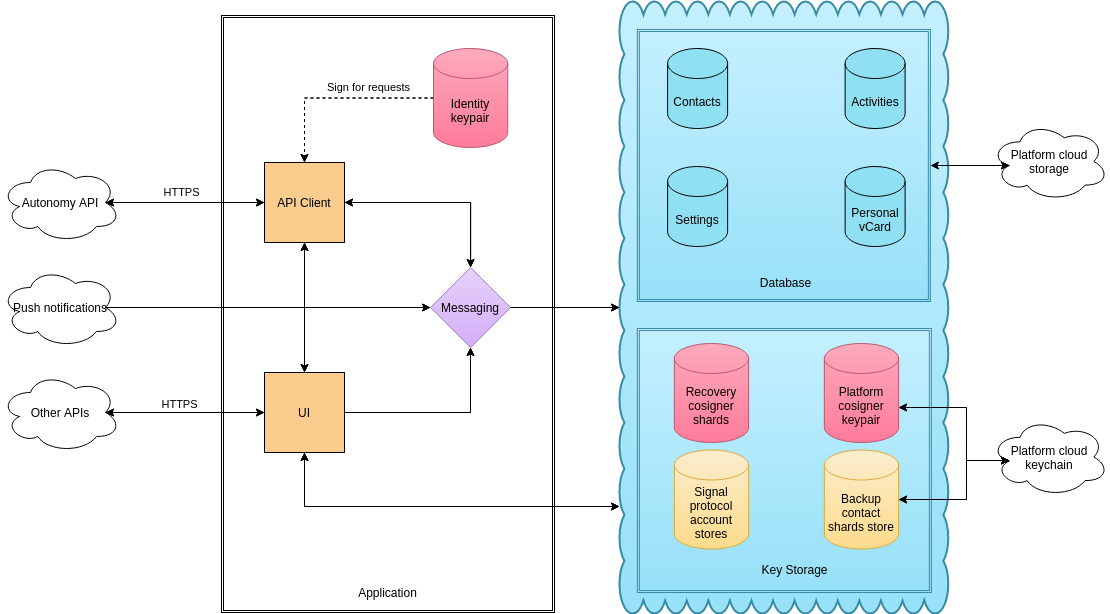 Sign for requests
Identity
keypair
Autonomy API
HTTPS
API Client
Push notifications
Messaging
Other APIs
HTTPS
UI
Application
Contacts
Activities
Settings
Personal
vCard
Database
Platform cloud
storage
Recovery
cosigner
shards
Platform
cosigner
keypair
Signal
protocol
account
stores
Backup
contact
shards store
Key Storage
Platform cloud
keychain